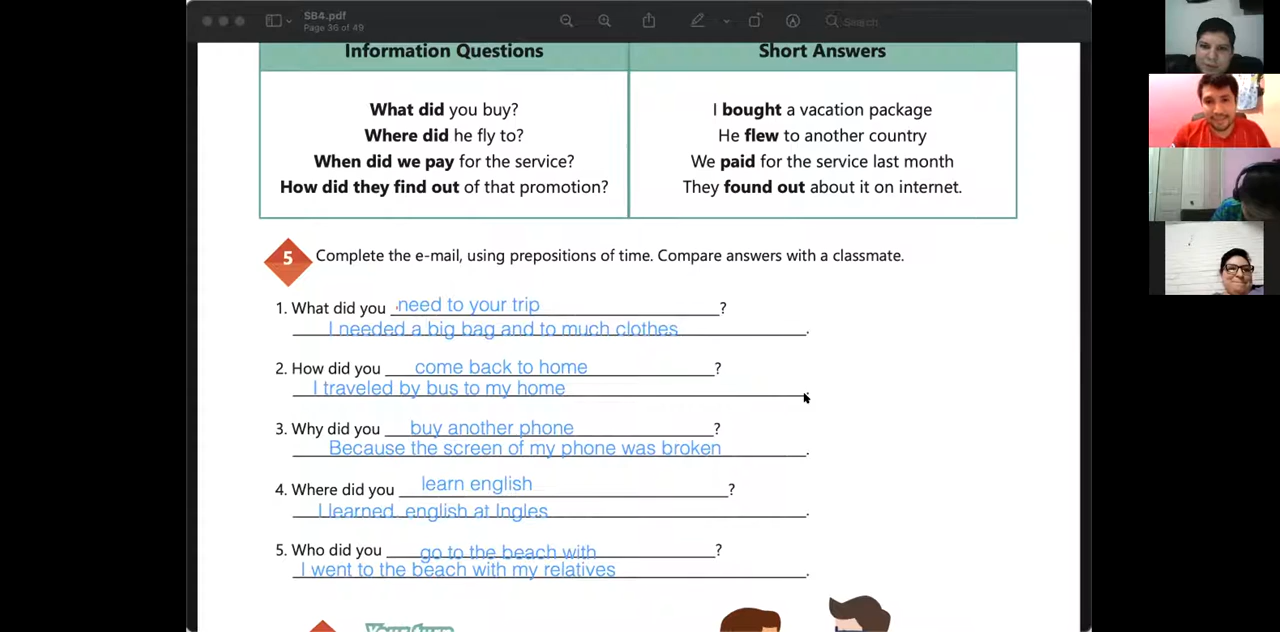 SB4.pdf
Page 36 of 49
Search
Information Questions
Short Answers
What did you buy?
I bought a vacation package
Where did he fly to?
He flew to another country
When did we pay for the service?
We paid for the service last month
How did they find out of that promotion?
They found out about it on internet.
5 Complete the e-mail, using prepositions of time. Compare answers with a classmate.
1. What did you need to your trip ?
I needed a big bag and to much clothes .
2. How did you come back to home ?
I traveled by bus to my home .
3. Why did you buy another phone ?
Because the screen of my phone was broken .
4. Where did you learn english ?
I learned english at Ingles .
5. Who did you go to the beach with ?
I went to the beach with my relatives .